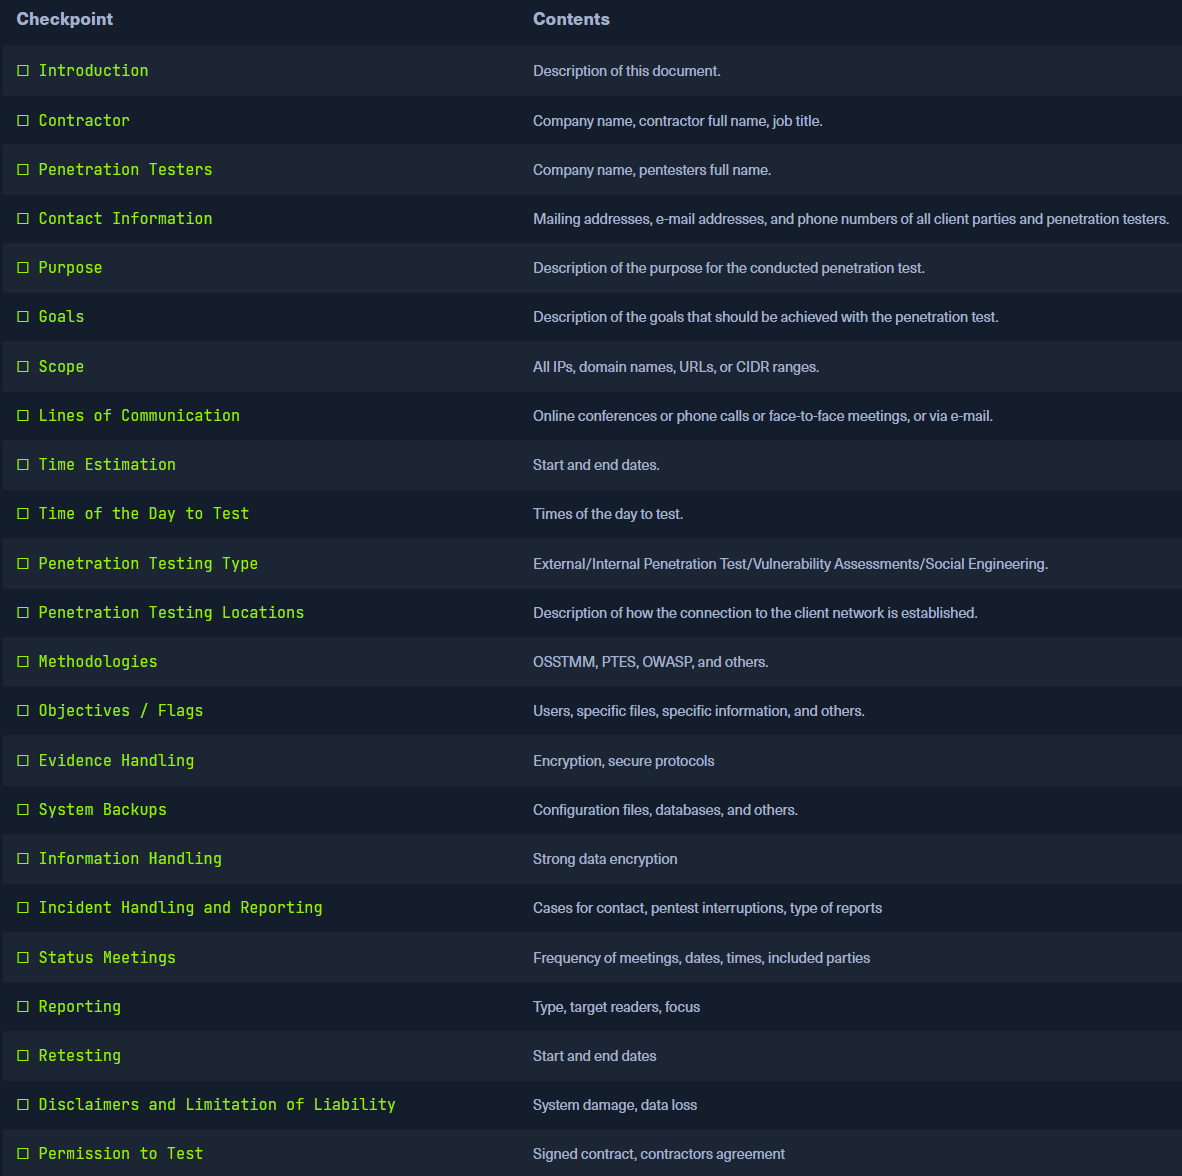 Checkpoint Contents
☐ Introduction Description of this document.
☐ Contractor Company name, contractor full name, job title.
☐ Penetration Testers Company name, pentesters full name.
☐ Contact Information Mailing addresses, e-mail addresses, and phone numbers of all client parties and penetration testers.
☐ Purpose Description of the purpose for the conducted penetration test.
☐ Goals Description of the goals that should be achieved with the penetration test.
☐ Scope All IPs, domain names, URLs, or CIDR ranges.
☐ Lines of Communication Online conferences or phone calls or face-to-face meetings, or via e-mail.
☐ Time Estimation Start and end dates.
☐ Time of the Day to Test Times of the day to test.
☐ Penetration Testing Type External/Internal Penetration Test/Vulnerability Assessments/Social Engineering.
☐ Penetration Testing Locations Description of how the connection to the client network is established.
☐ Methodologies OSSTMM, PTES, OWASP, and others.
☐ Objectives / Flags Users, specific files, specific information, and others.
☐ Evidence Handling Encryption, secure protocols
☐ System Backups Configuration files, databases, and others.
☐ Information Handling Strong data encryption
☐ Incident Handling and Reporting Cases for contact, pentest interruptions, type of reports
☐ Status Meetings Frequency of meetings, dates, times, included parties
☐ Reporting Type, target readers, focus
☐ Retesting Start and end dates
☐ Disclaimers and Limitation of Liability System damage, data loss
☐ Permission to Test Signed contract, contractors agreement